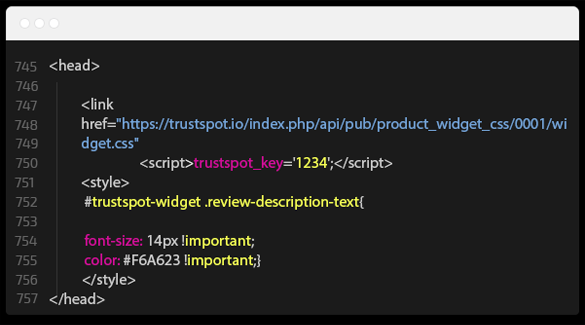 745 <head>
746
747 <link
748 href="https://trustspot.io/index.php/api/pub/product_widget_css/0001/wi
749 dget.css"
750 <script>trustspot_key='1234';</script>
751 <style>
752 #trustspot-widget .review-description-text{
753
754 font-size: 14px !important;
755 color: #F6A623 !important;}
756 </style>
757 </head>